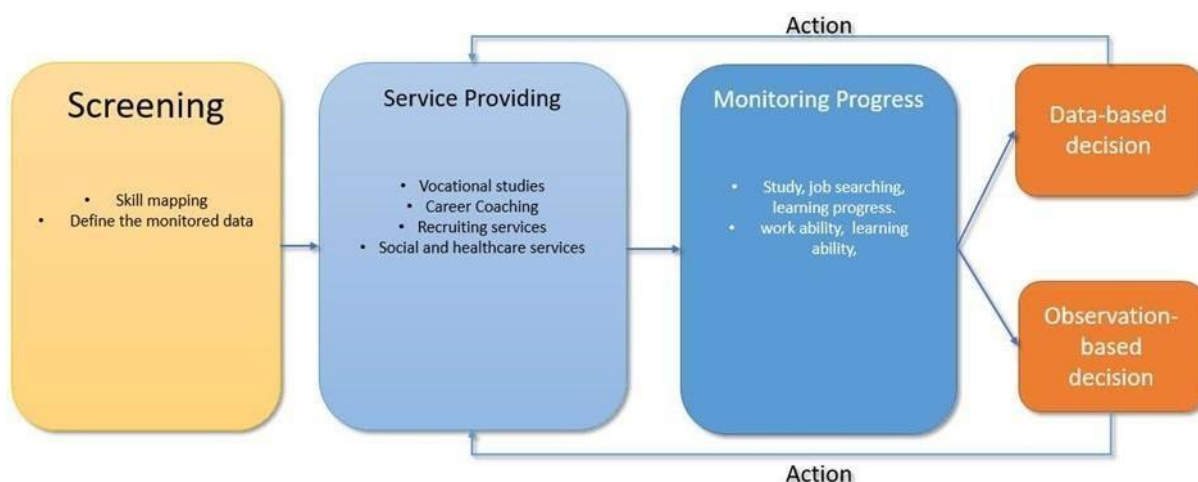 Action
Screening
• Skill mapping
• Define the monitored data
Service Providing
• Vocational studies
• Career Coaching
• Recruiting services
• Social and healthcare services
Monitoring Progress
• Study, job searching,
learning progress.
• work ability, learning
ability,
Data-based
decision
Observation-
based
decision
Action